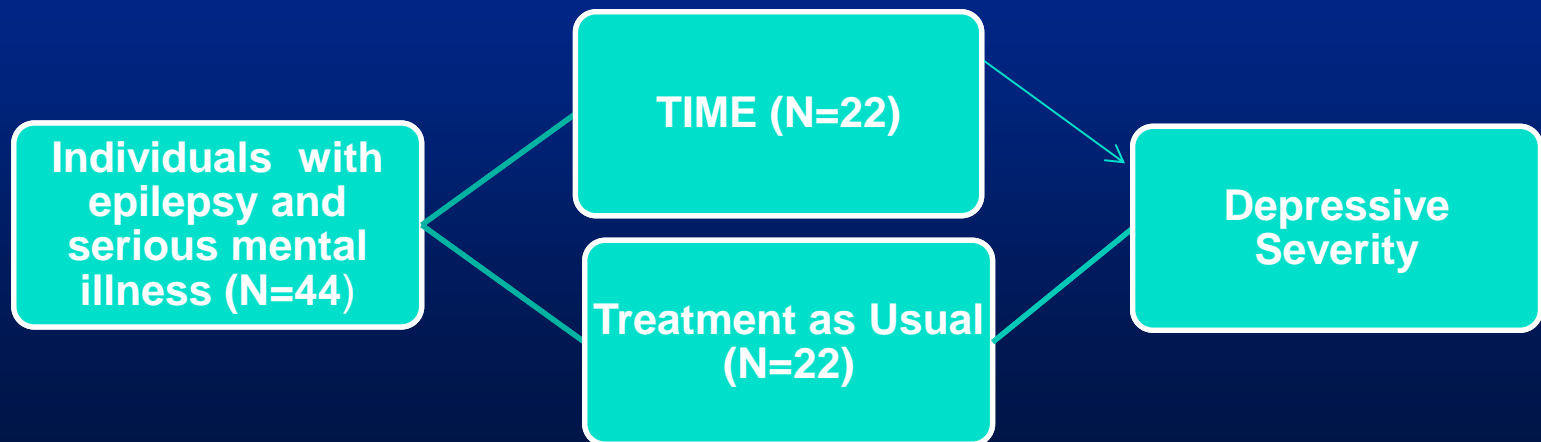 Individuals  with
epilepsy and
serious mental
illness (N=44)
TIME (N=22)
Treatment as Usual
(N=22)
Depressive
Severity